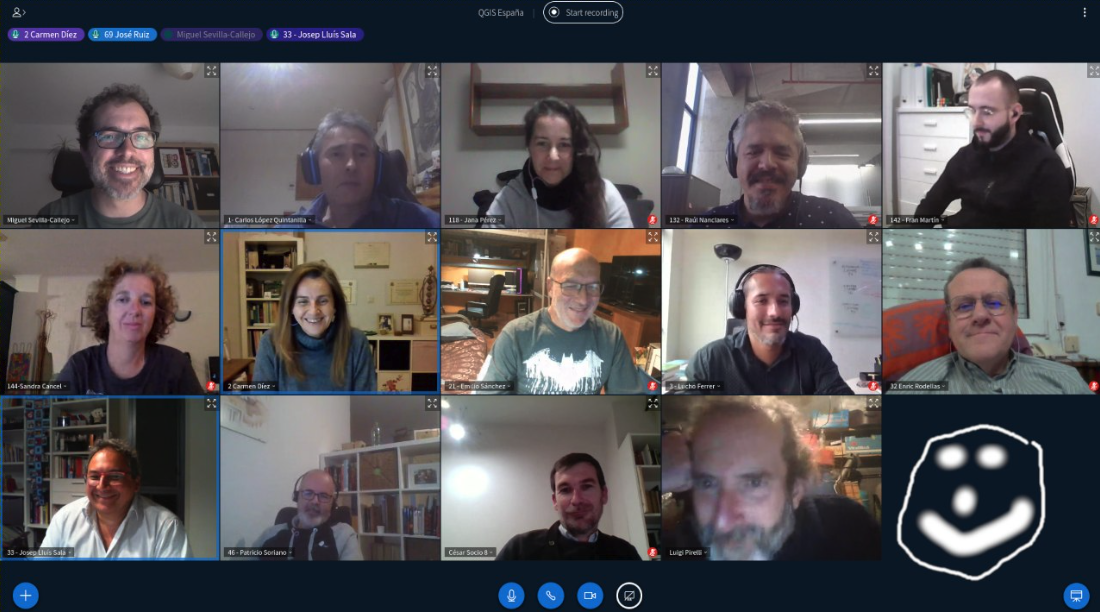 QGIS España
Start recording
2 Carmen Díez
69 José Ruiz
Miguel Sevilla-Callejo
33 - Josep Lluís Sala
Miguel Sevilla-Callejo
1- Carlos López Quintanilla
118 - Jana Pérez
132 - Raúl Nanclares
142 - Fran Martín
144-Sandra Cancel
2 Carmen Díez
21 - Emilio Sánchez
3 - Lucho Ferrer
32 Enric Rodellas
33 - Josep Lluís Sala
46 - Patricio Soriano
César Socio 8
Luigi Pirelli